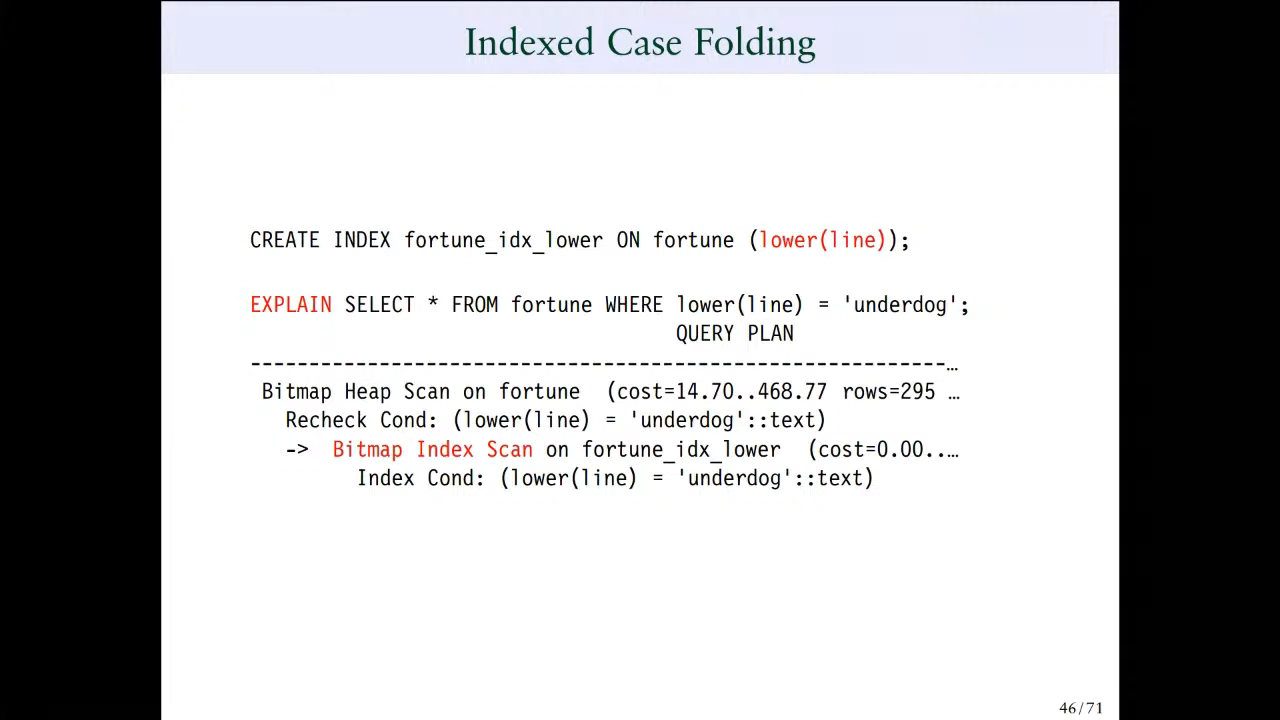 Indexed Case Folding
CREATE INDEX fortune_idx_lower ON fortune (lower(line));
EXPLAIN SELECT * FROM fortune WHERE lower(line) = 'underdog';
QUERY PLAN
-----------------------------------------------------------…
Bitmap Heap Scan on fortune (cost=14.70..468.77 rows=295 …
Recheck Cond: (lower(line) = 'underdog'::text)
-> Bitmap Index Scan on fortune_idx_lower (cost=0.00..…
Index Cond: (lower(line) = 'underdog'::text)
46/71